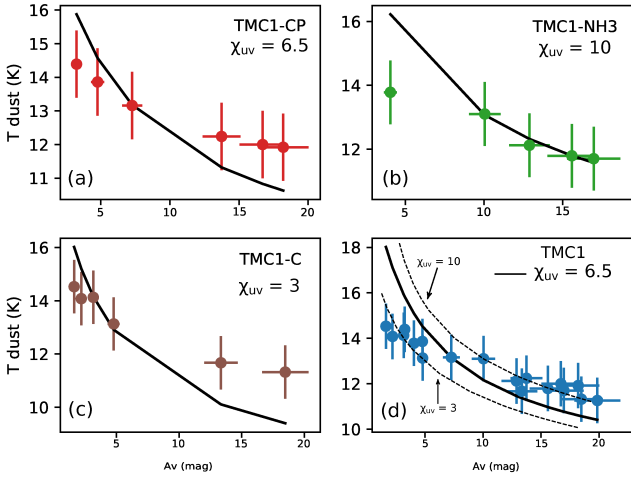 TMC1-CP
χuv = 6.5
T dust (K)
16
15
14
13
12
11
5
10
15
20
(a)
TMC1-NH3
χuv = 10
16
14
12
5
10
15
(b)
TMC1-C
χuv = 3
T dust (K)
16
14
12
10
5
10
15
(c)
Av (mag)
TMC1
χuv = 6.5
χuv = 10
χuv = 3
18
16
14
12
10
0
5
10
15
20
(d)
Av (mag)